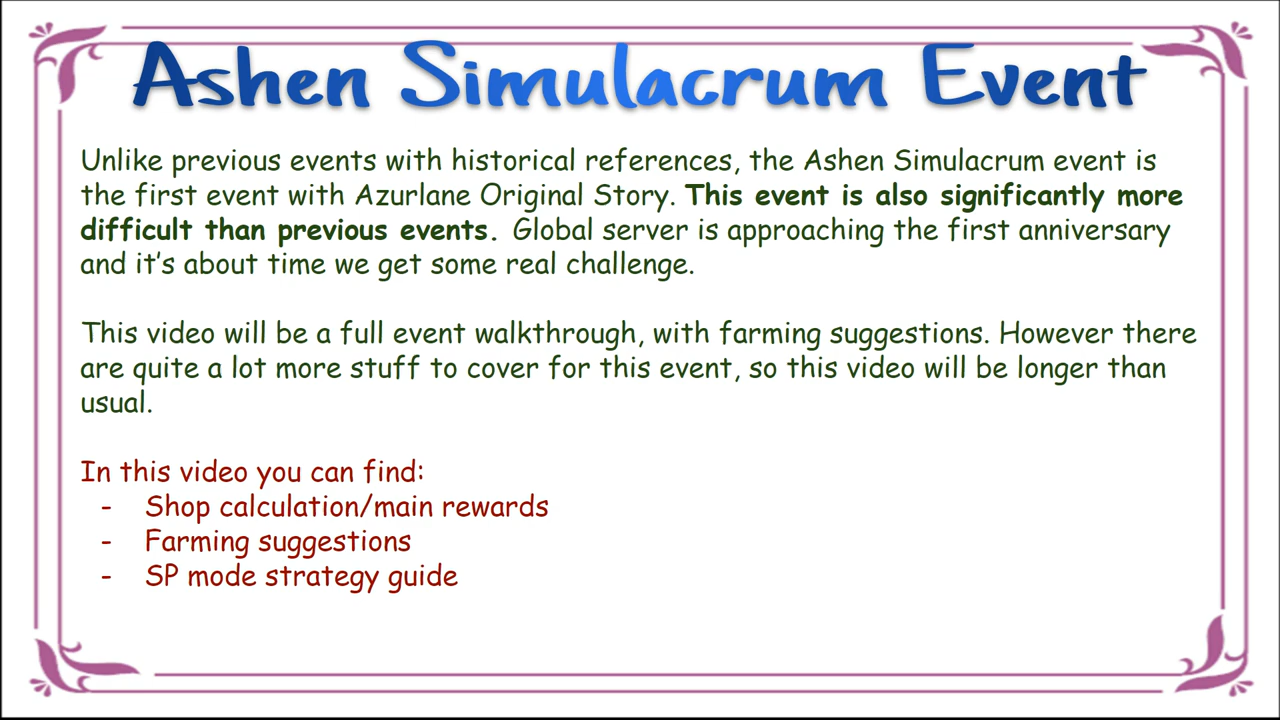 Ashen Simulacrum Event
Unlike previous events with historical references, the Ashen Simulacrum event is
the first event with Azurlane Original Story. This event is also significantly more
difficult than previous events. Global server is approaching the first anniversary
and it's about time we get some real challenge.
This video will be a full event walkthrough, with farming suggestions. However there
are quite a lot more stuff to cover for this event, so this video will be longer than
usual.
In this video you can find:
- Shop calculation/main rewards
- Farming suggestions
- SP mode strategy guide